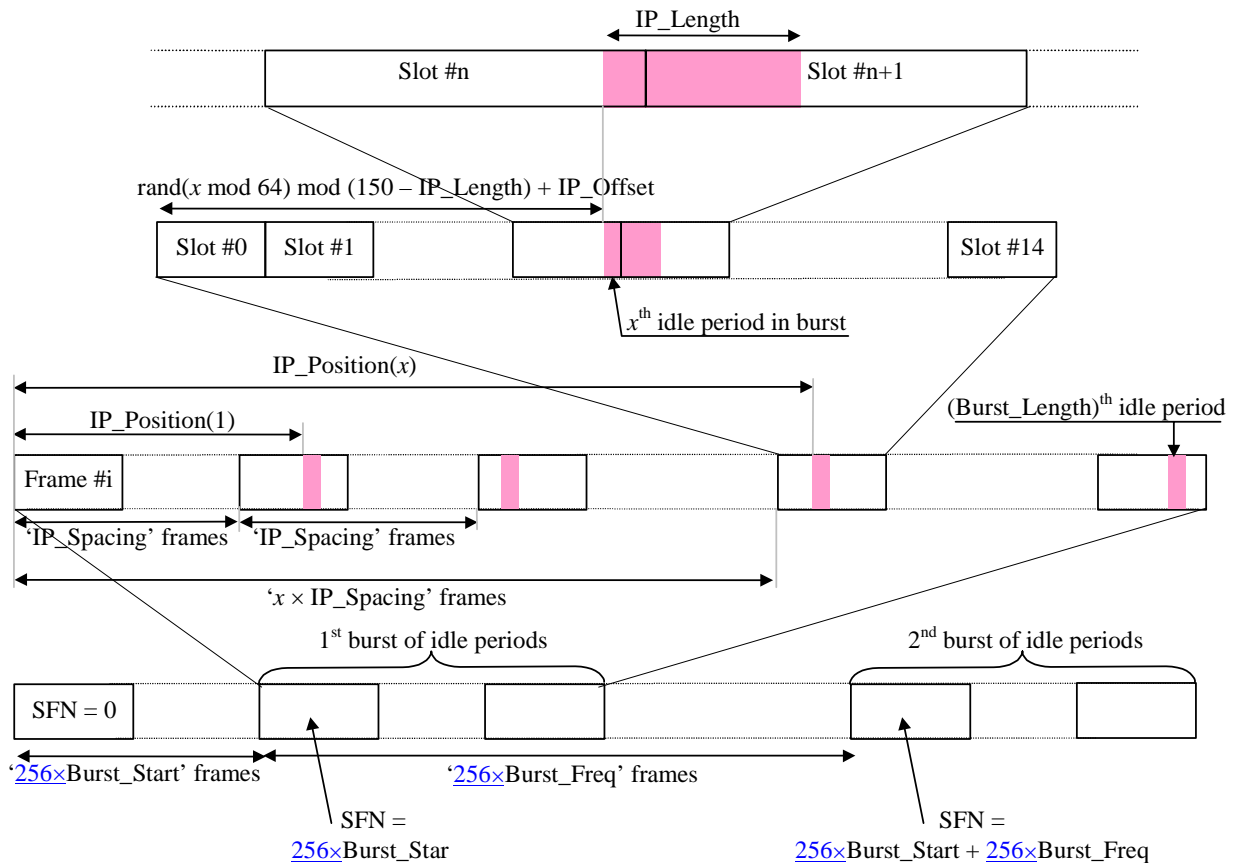 IP_Length
Slot #n
Slot #n+1
rand(x mod 64) mod (150 – IP_Length) + IP_Offset
Slot #0
Slot #1
Slot #14
xth idle period in burst
IP_Position(x)
IP_Position(1)
(Burst_Length)th idle period
Frame #i
‘IP_Spacing’ frames
‘IP_Spacing’ frames
‘x × IP_Spacing’ frames
1st burst of idle periods
2nd burst of idle periods
SFN = 0
‘256×Burst_Start’ frames
‘256×Burst_Freq’ frames
SFN =
256×Burst_Star
SFN =
256×Burst_Start + 256×Burst_Freq